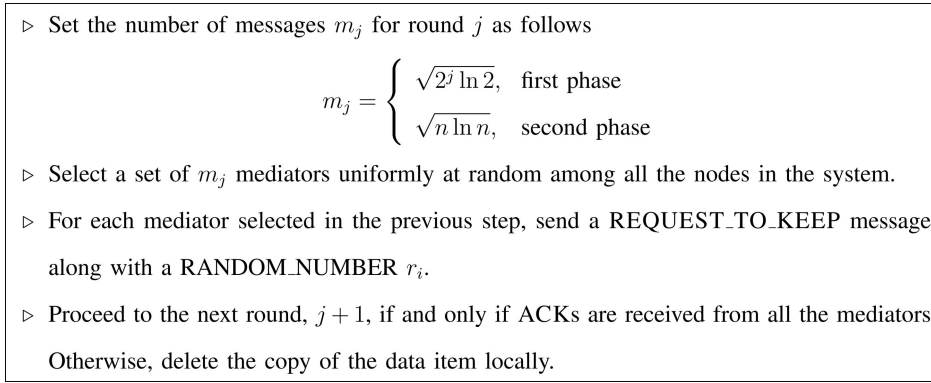 ▷ Set the number of messages m_j for round j as follows
m_j = { √(2^j ln 2), first phase
√(n ln n), second phase
▷ Select a set of m_j mediators uniformly at random among all the nodes in the system.
▷ For each mediator selected in the previous step, send a REQUEST_TO_KEEP message
along with a RANDOM_NUMBER r_i.
▷ Proceed to the next round, j + 1, if and only if ACKs are received from all the mediators
Otherwise, delete the copy of the data item locally.